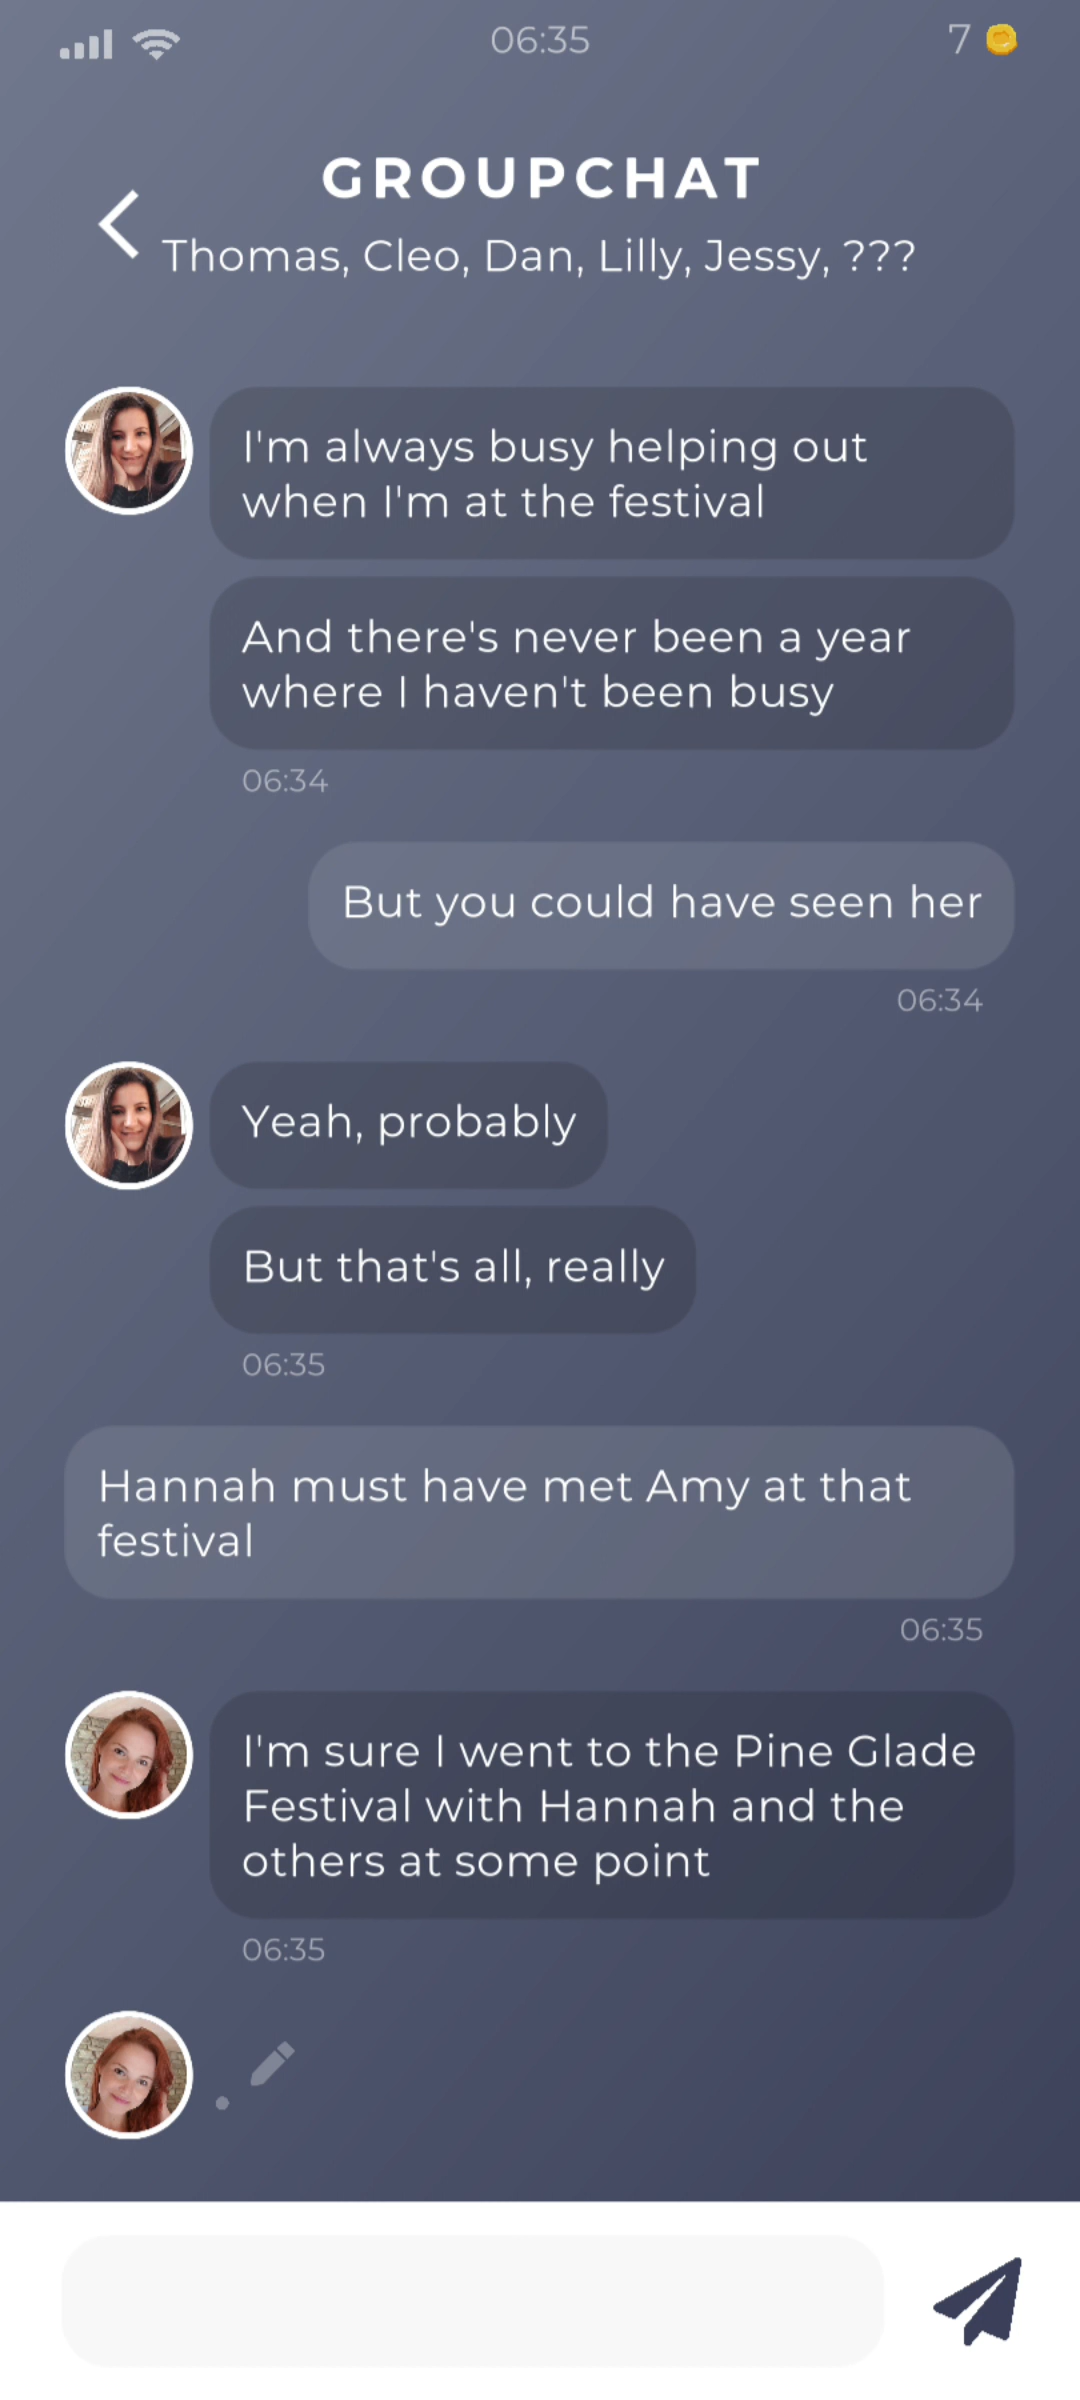 06:35
7
GROUPCHAT
Thomas, Cleo, Dan, Lilly, Jessy, ???
I'm always busy helping out
when I'm at the festival
And there's never been a year
where I haven't been busy
06:34
But you could have seen her
06:34
Yeah, probably
But that's all, really
06:35
Hannah must have met Amy at that
festival
06:35
I'm sure I went to the Pine Glade
Festival with Hannah and the
others at some point
06:35